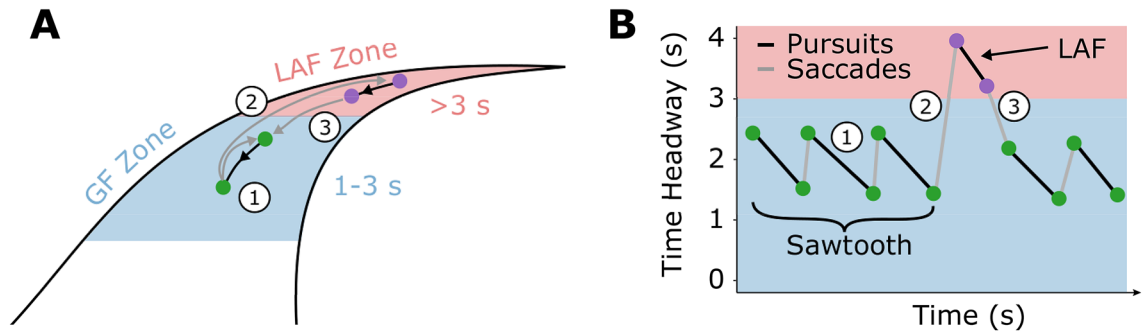 A
LAF Zone
GF Zone
2
3
1
>3 s
1-3 s
B
Time Headway (s)
4
3
2
1
0
Pursuits
Saccades
LAF
1
2
3
Sawtooth
Time (s)